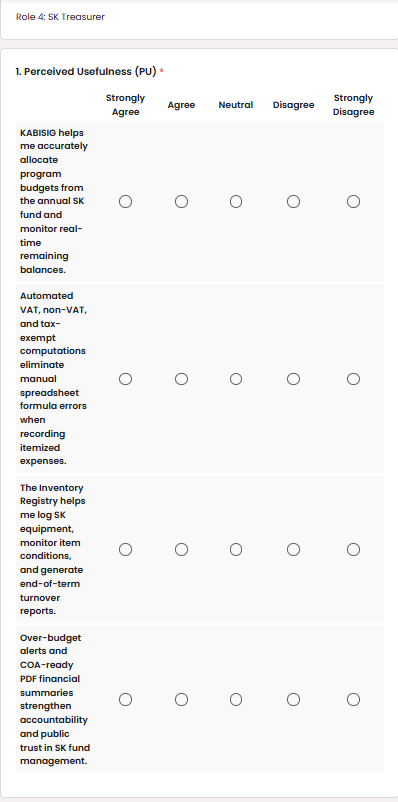 Role 4: SK Treasurer
1. Perceived Usefulness (PU) *
Strongly
Agree
Agree
Neutral
Disagree
Strongly
Disagree
KABISIG helps
me accurately
allocate
program
budgets from
the annual SK
fund and
monitor real-
time
remaining
balances.
Automated
VAT, non-VAT,
and tax-
exempt
computations
eliminate
manual
spreadsheet
formula errors
when
recording
itemized
expenses.
The Inventory
Registry helps
me log SK
equipment,
monitor item
conditions,
and generate
end-of-term
turnover
reports.
Over-budget
alerts and
COA-ready
PDF financial
summaries
strengthen
accountability
and public
trust in SK fund
management.